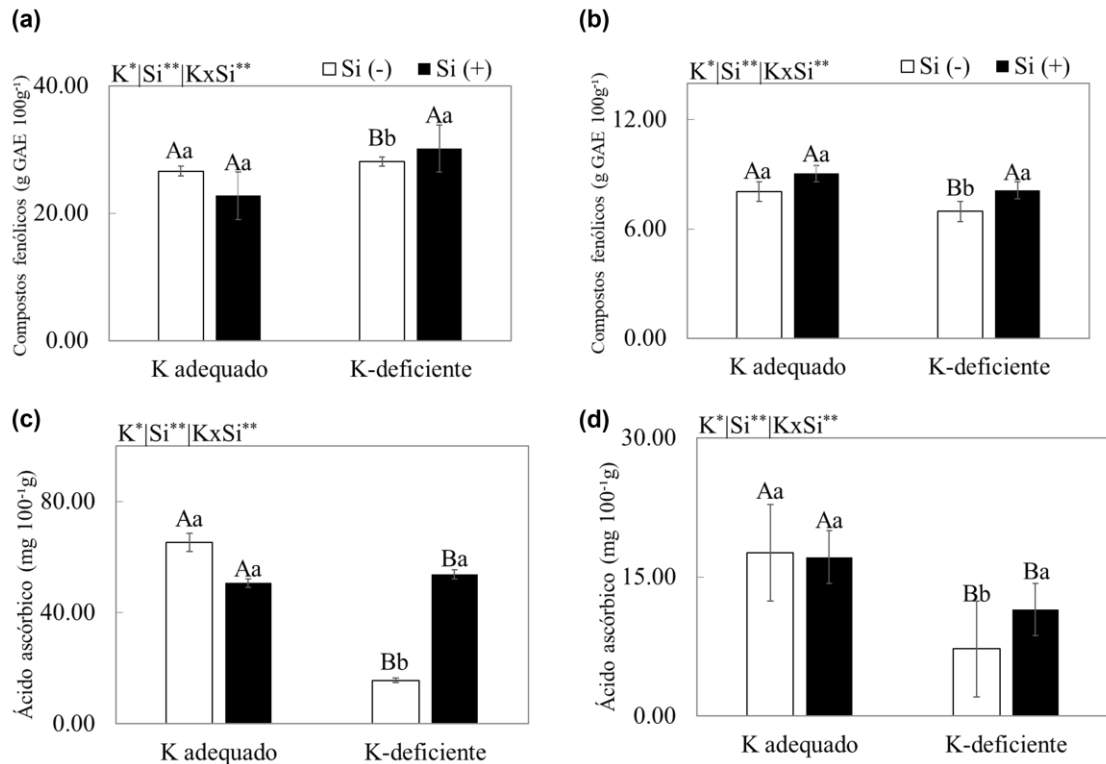 (a)
K*|Si**|KxSi**
Si (-) Si (+)
Compostos fenólicos (g GAE 100g⁻¹)
40.00
20.00
0.00
Aa
Aa
Bb
Aa
K adequado
K-deficiente
(b)
K*|Si**|KxSi**
Si (-) Si (+)
Compostos fenólicos (g GAE 100g⁻¹)
12.00
6.00
0.00
Aa
Aa
Bb
Aa
K adequado
K-deficiente
(c)
K*|Si**|KxSi**
Ácido ascórbico (mg 100⁻¹g)
80.00
40.00
0.00
Aa
Aa
Bb
Ba
K adequado
K-deficiente
(d)
K*|Si**|KxSi**
Ácido ascórbico (mg 100⁻¹g)
30.00
15.00
0.00
Aa
Aa
Bb
Ba
K adequado
K-deficiente